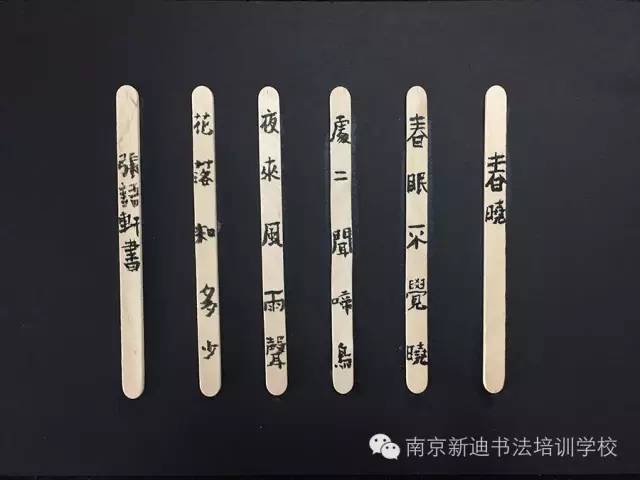 春曉
春眠不覺曉
處二聞啼鳥
夜來風雨聲
花落知多少
張語軒書
南京新迪书法培训学校